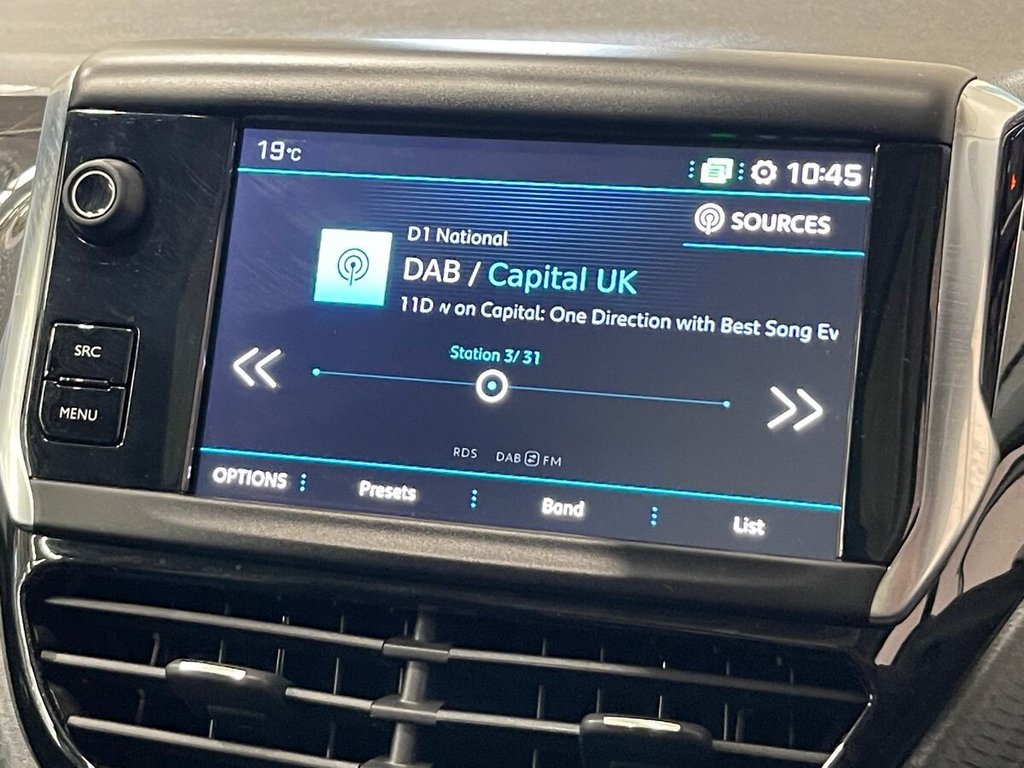 19°C
10:45
SOURCES
D1 National
DAB / Capital UK
on Capital: One Direction with Best Song Ev
Station 3/31
SRC
MENU
RDS DAB FM
OPTIONS Presets Band List